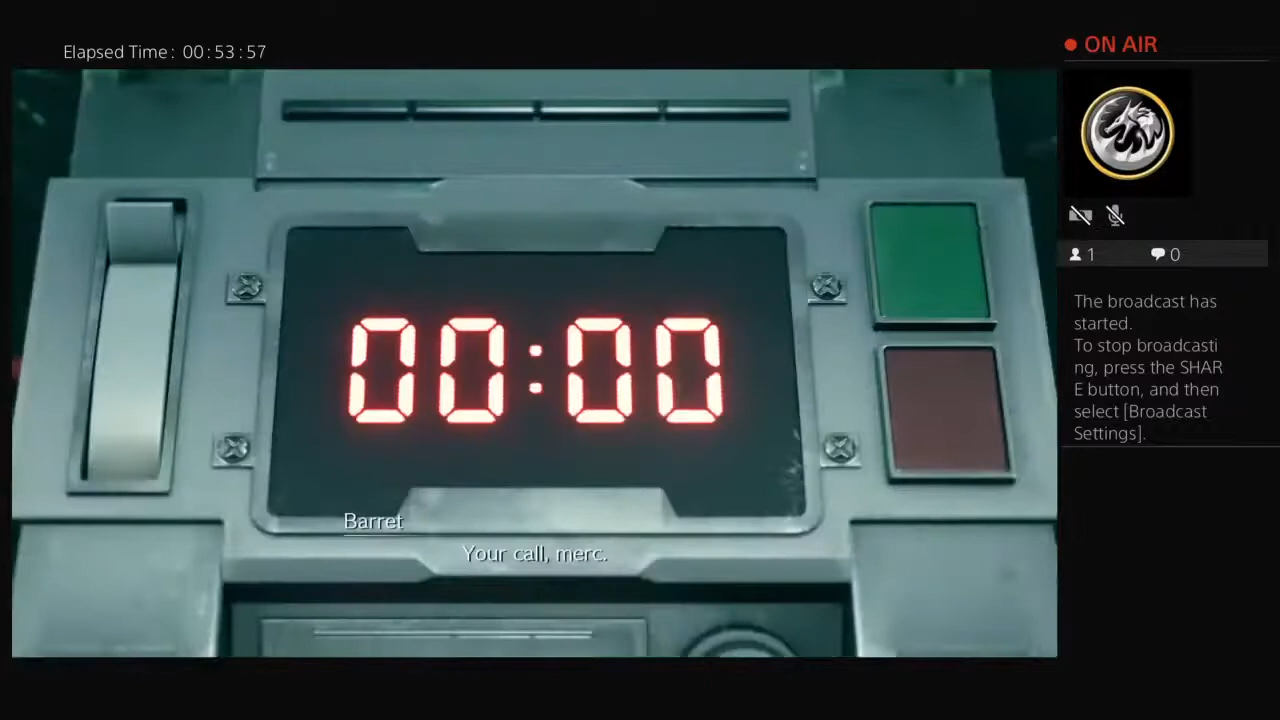 Elapsed Time: 00:53:57
ON AIR
00:00
1
0
The broadcast has
started.
To stop broadcasti
ng, press the SHAR
E button, and then
select [Broadcast
Settings].
Barret
Your call, merc.